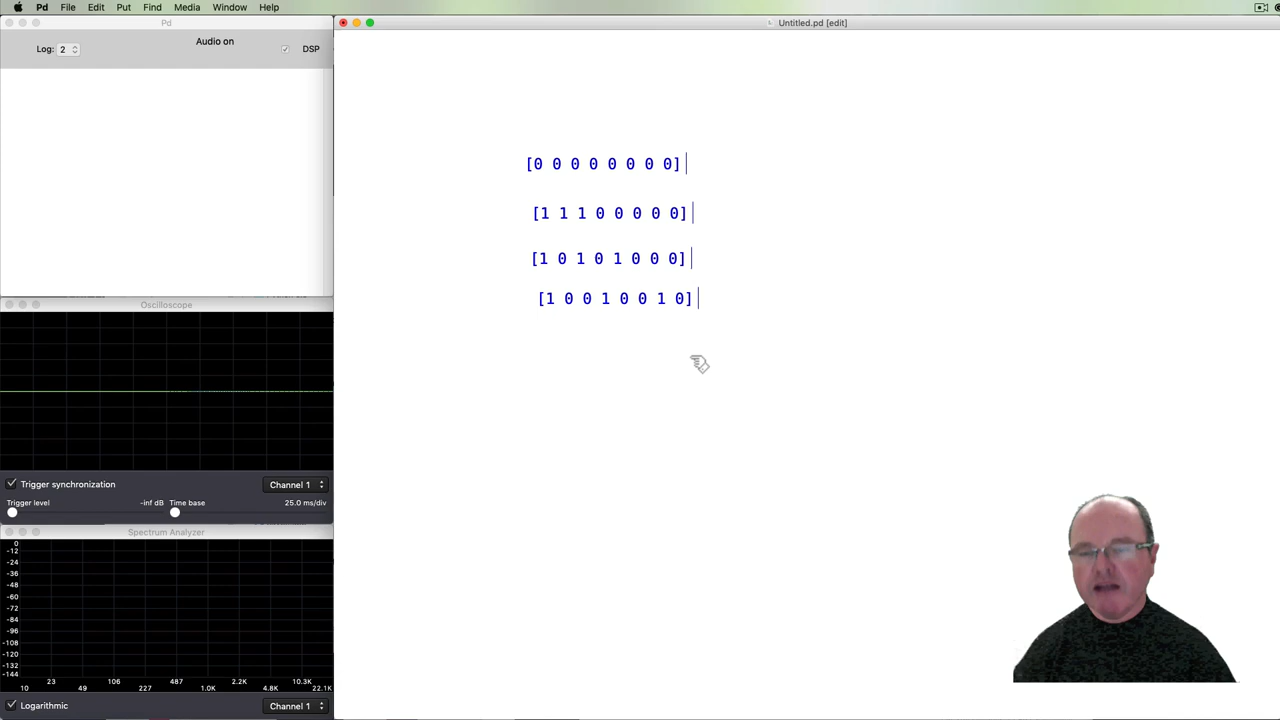 Pd File Edit Put Find Media Window Help
Pd
Log: 2 Audio on DSP
Untitled.pd [edit]
[0 0 0 0 0 0 0 0]
[1 1 1 0 0 0 0 0]
[1 0 1 0 1 0 0 0]
[1 0 0 1 0 0 1 0]
Oscilloscope
Trigger synchronization Channel 1
Trigger level -inf dB Time base 25.0 ms/div
Spectrum Analyzer
0
-12
-24
-36
-48
-60
-72
-84
-96
-108
-120
-132
-144
23 106 487 2.2K 10.3K
10 49 227 1.0K 4.8K 22.1K
Logarithmic Channel 1